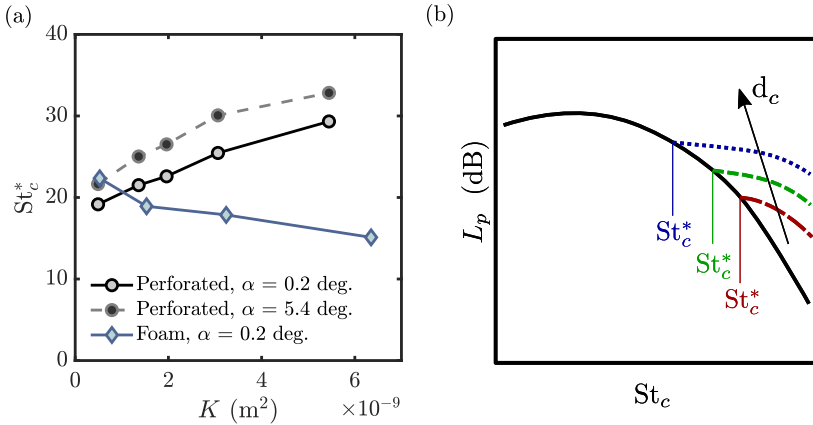 (a)
40
30
20
10
0
St*c
Perforated, α = 0.2 deg.
Perforated, α = 5.4 deg.
Foam, α = 0.2 deg.
0 2 4 6
K (m²) ×10⁻⁹
(b)
dc
Lp (dB)
St*c
St*c
St*c
Stc